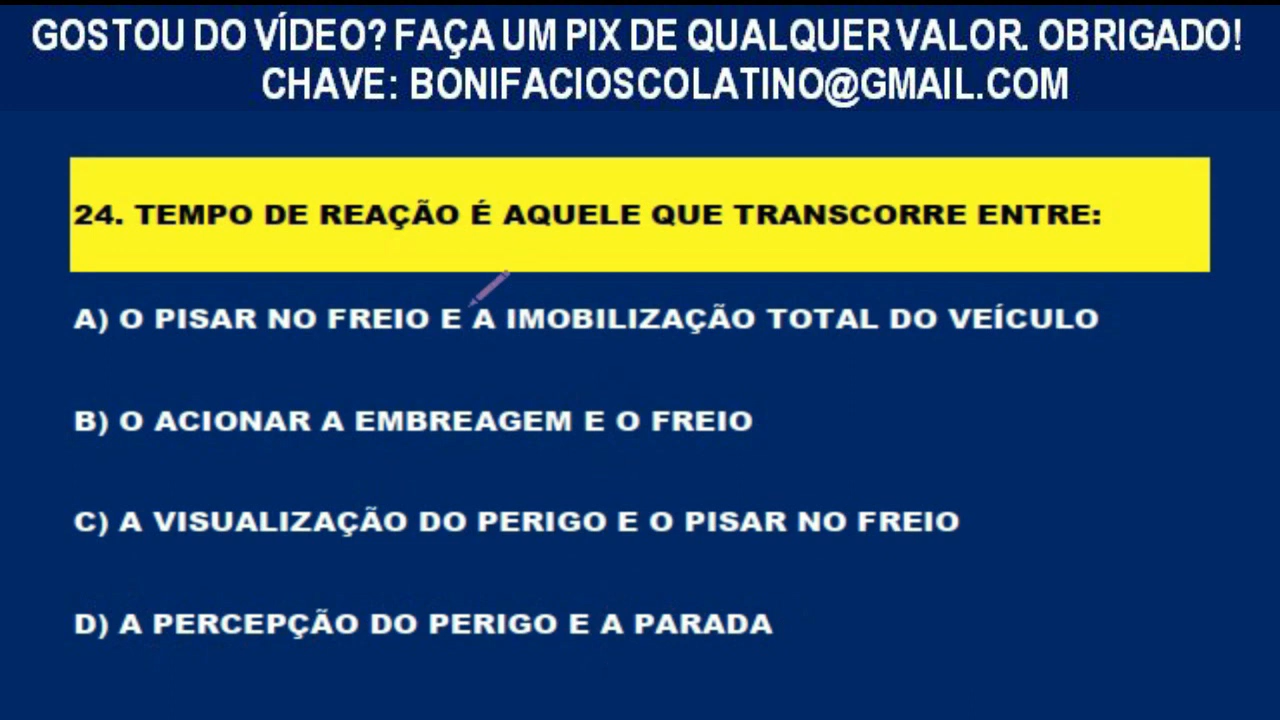 GOSTOU DO VÍDEO? FAÇA UM PIX DE QUALQUER VALOR. OBRIGADO!
CHAVE: BONIFACIOSCOLATINO@GMAIL.COM
24. TEMPO DE REAÇÃO É AQUELE QUE TRANSCORRE ENTRE:
A) O PISAR NO FREIO E A IMOBILIZAÇÃO TOTAL DO VEÍCULO
B) O ACIONAR A EMBREAGEM E O FREIO
C) A VISUALIZAÇÃO DO PERIGO E O PISAR NO FREIO
D) A PERCEPÇÃO DO PERIGO E A PARADA